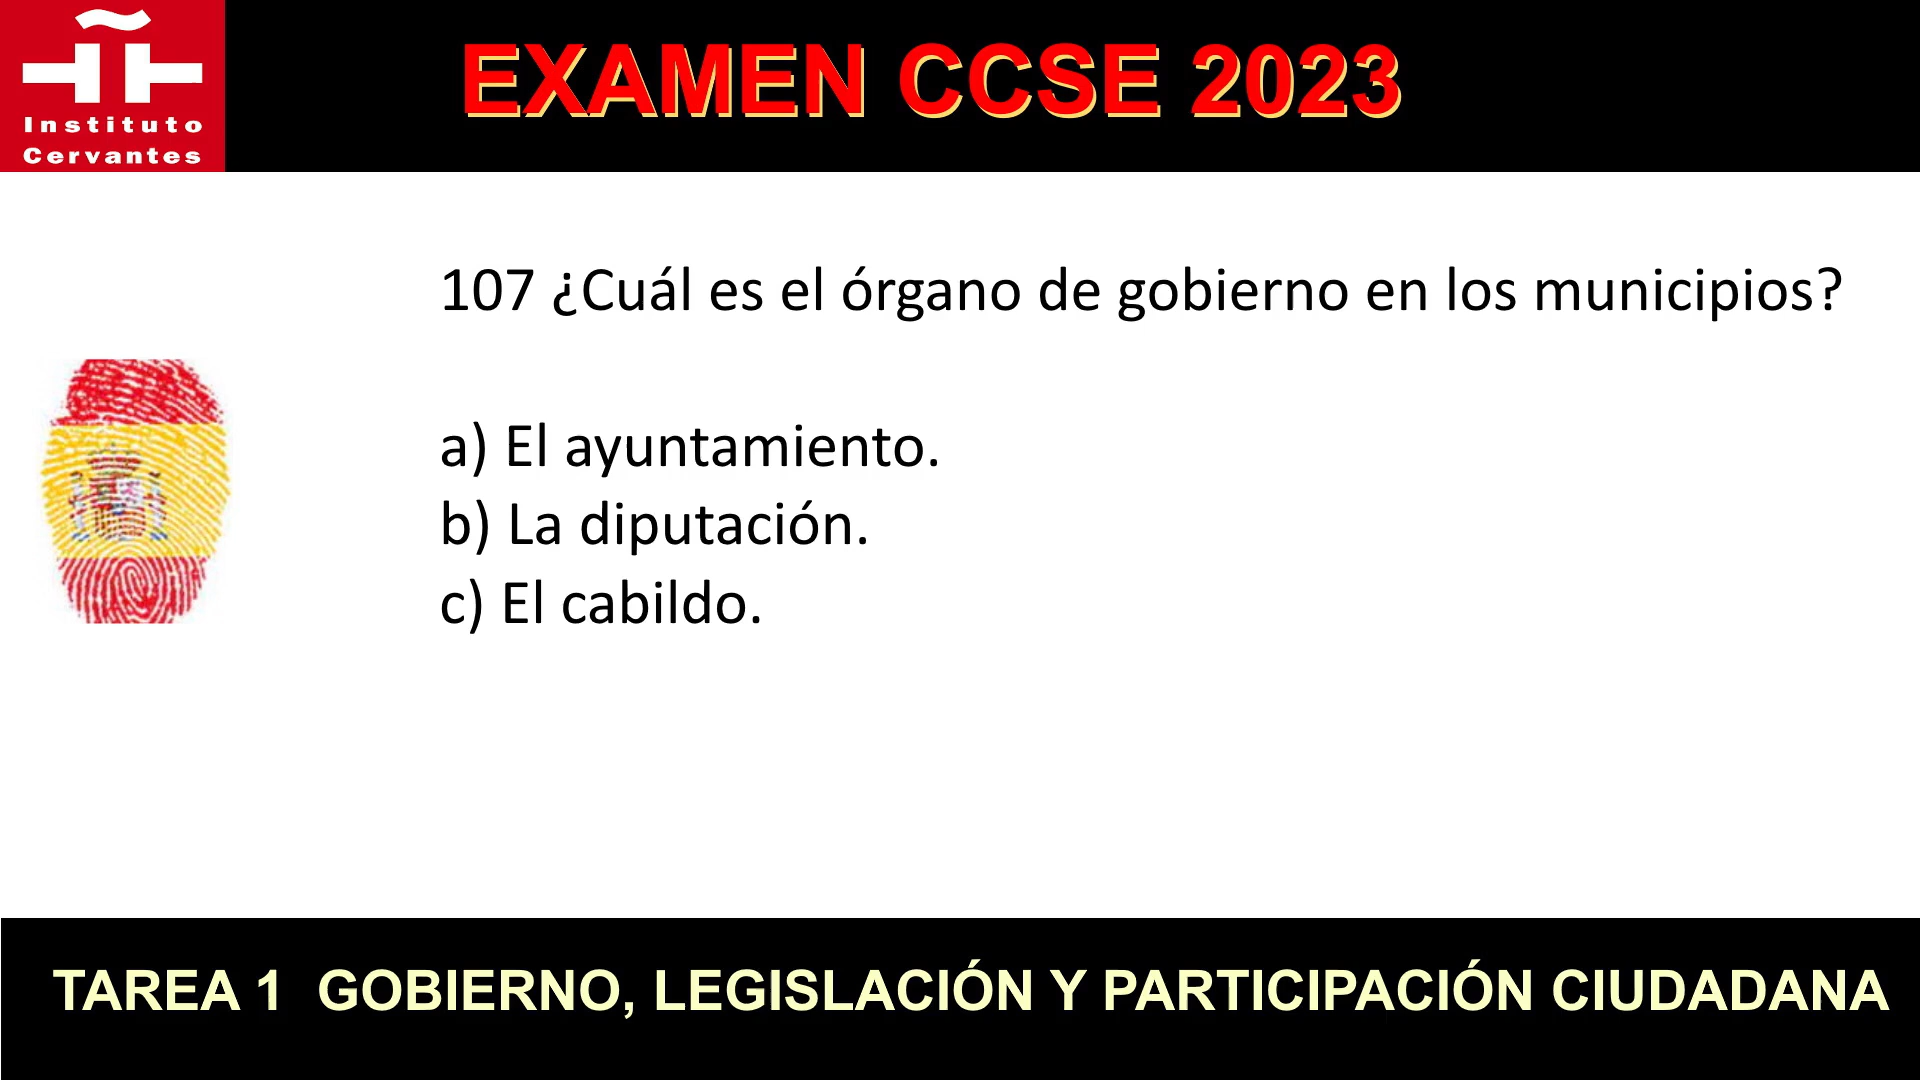 Instituto
Cervantes
EXAMEN CCSE 2023
107 ¿Cuál es el órgano de gobierno en los municipios?
a) El ayuntamiento.
b) La diputación.
c) El cabildo.
TAREA 1 GOBIERNO, LEGISLACIÓN Y PARTICIPACIÓN CIUDADANA